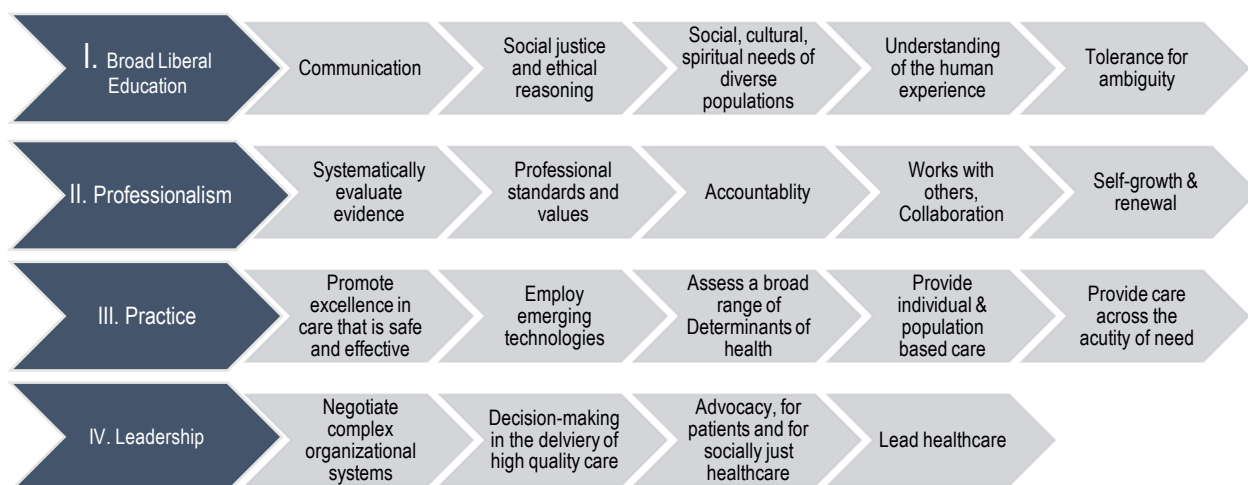 I. Broad Liberal
Education
Communication
Social justice
and ethical
reasoning
Social, cultural,
spiritual needs of
diverse
populations
Understanding
of the human
experience
Tolerance for
ambiguity
II. Professionalism
Systematically
evaluate
evidence
Professional
standards and
values
Accountablity
Works with
others,
Collaboration
Self-growth &
renewal
III. Practice
Promote
excellence in
care that is safe
and effective
Employ
emerging
technologies
Assess a broad
range of
Determinants of
health
Provide
individual &
population
based care
Provide care
across the
acutity of need
IV. Leadership
Negotiate
complex
organizational
systems
Decision-making
in the delviery of
high quality care
Advocacy, for
patients and for
socially just
healthcare
Lead healthcare